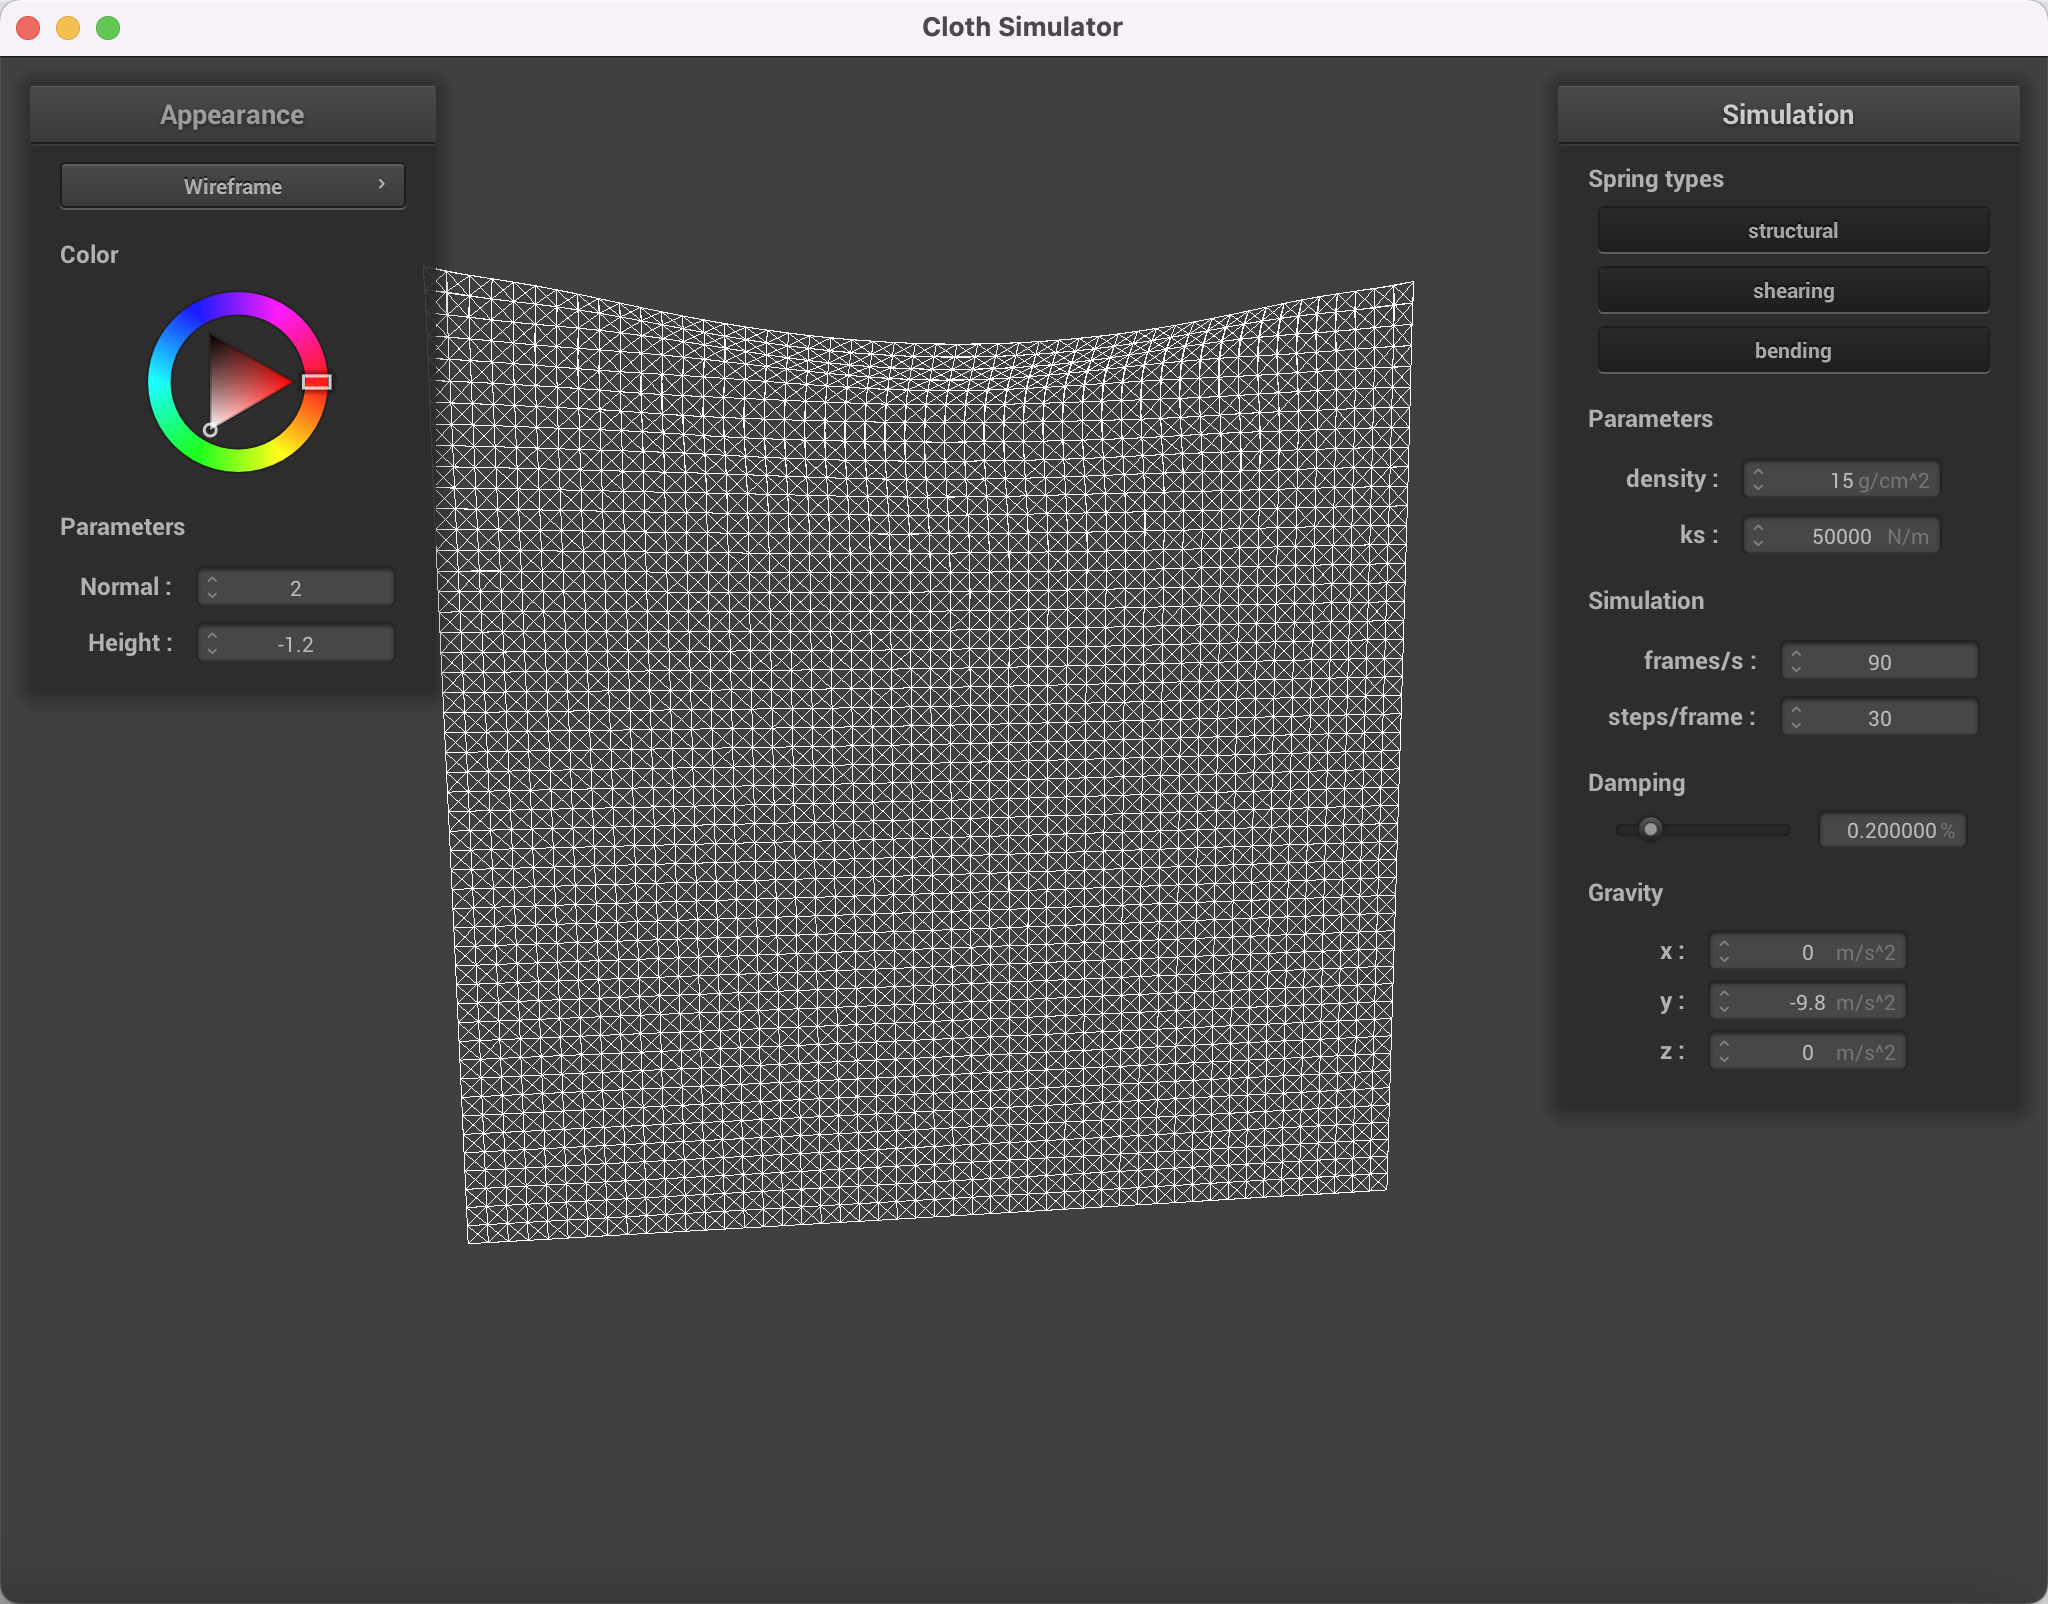 Cloth Simulator
Appearance
Wireframe
Color
Parameters
Normal : 2
Height : -1.2
Simulation
Spring types
structural
shearing
bending
Parameters
density : 15 g/cm^2
ks : 50000 N/m
Simulation
frames/s : 90
steps/frame : 30
Damping
0.200000 %
Gravity
x : 0 m/s^2
y : -9.8 m/s^2
z : 0 m/s^2